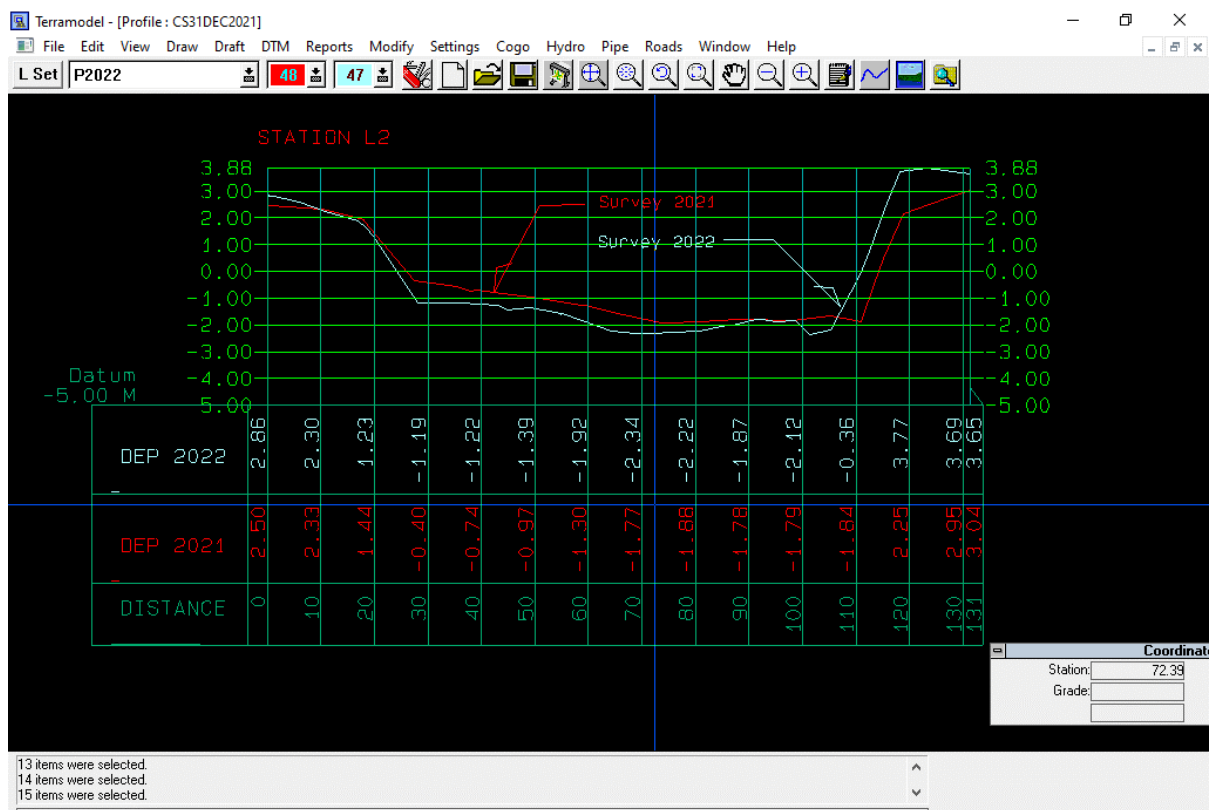 Terramodel - [Profile : CS31DEC2021]
File Edit View Draw Draft DTM Reports Modify Settings Cogo Hydro Pipe Roads Window Help
L Set P2022 48 47
STATION L2
3.88 3.88
3.00 3.00
Survey 2021
2.00 2.00
1.00 Survey 2022 1.00
0.00 0.00
-1.00 -1.00
-2.00 -2.00
-3.00 -3.00
Datum -4.00 -4.00
-5.00 M 5.00 -5.00
DEP 2022 2.86 2.30 1.23 -1.19 -1.22 -1.39 -1.92 -2.34 -2.22 -1.87 -2.12 -0.36 3.77 3.69 3.65
DEP 2021 2.50 2.33 1.44 -0.40 -0.74 -0.97 -1.30 -1.77 -1.88 -1.78 -1.79 -1.84 2.25 2.95 3.04
DISTANCE 0 10 20 30 40 50 60 70 80 90 100 110 120 130 131
Coordinat
Station: 72.39
Grade:
13 items were selected.
14 items were selected.
15 items were selected.